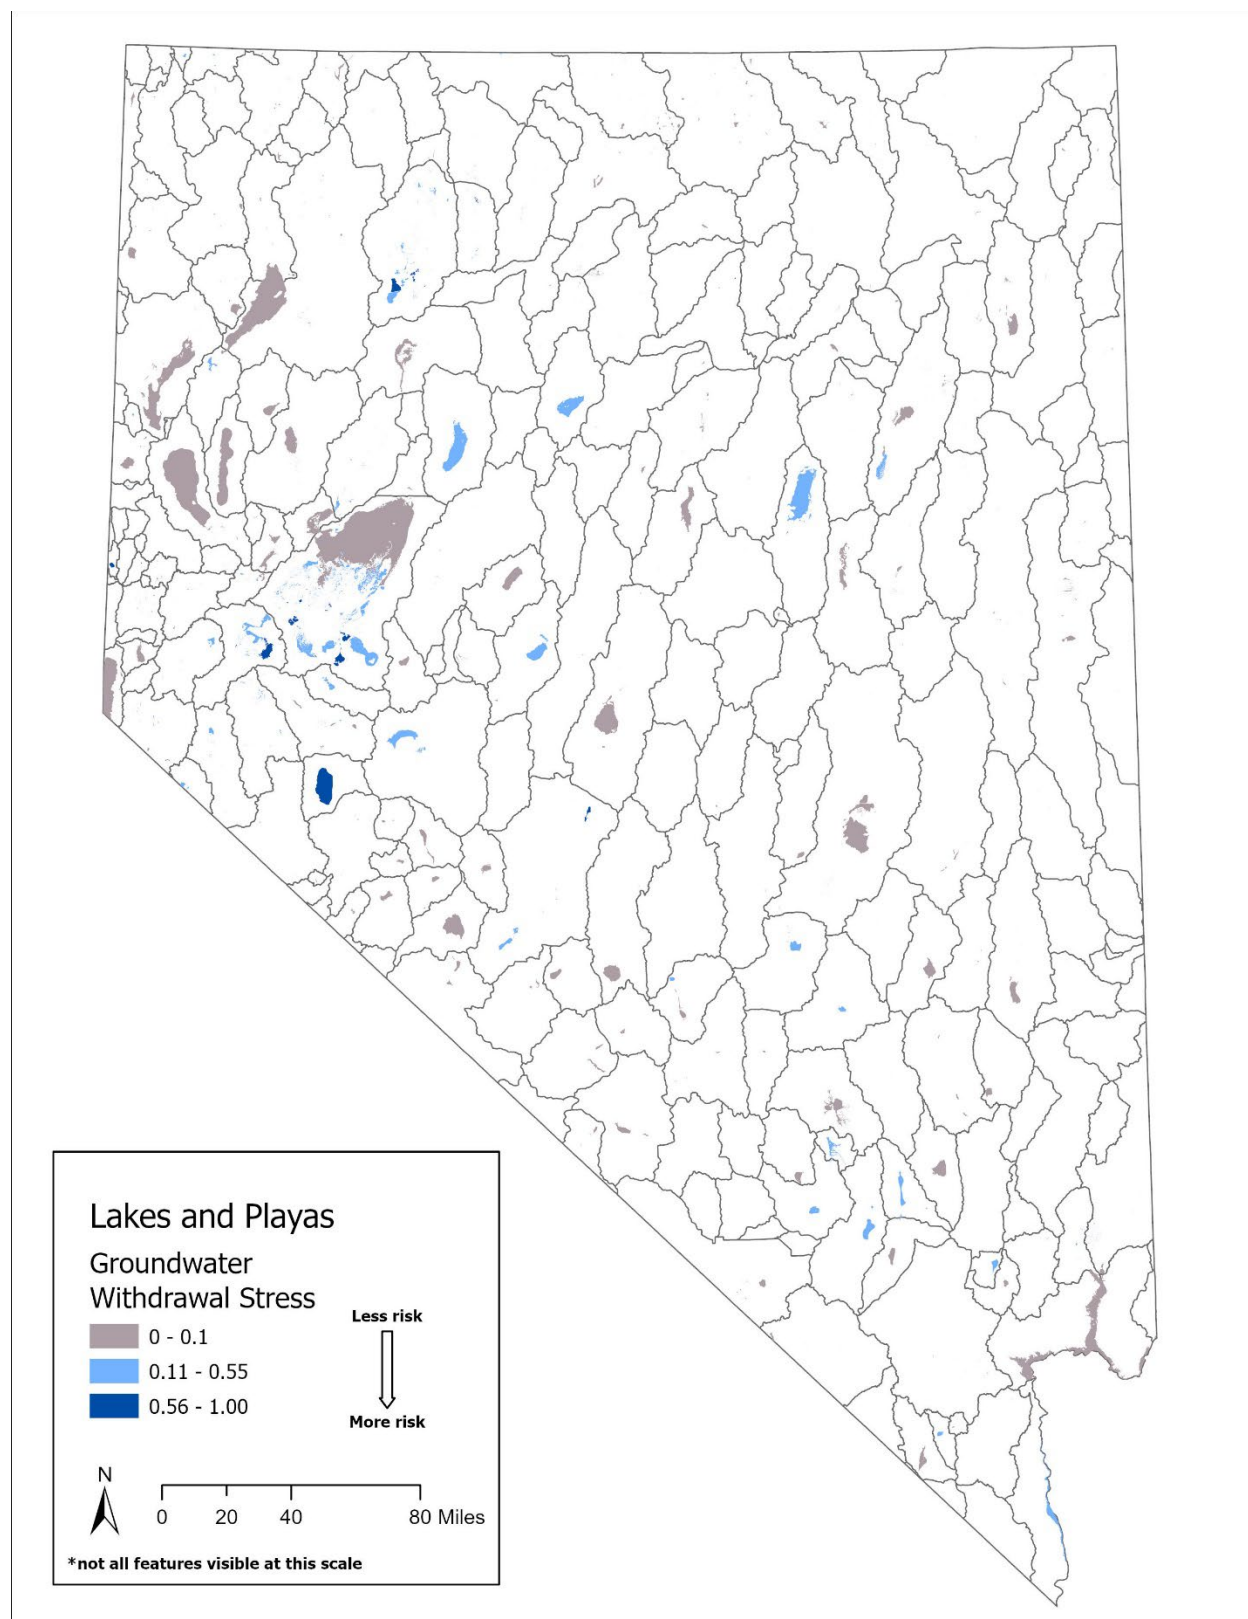 Lakes and Playas
Groundwater
Withdrawal Stress
0 - 0.1
0.11 - 0.55
0.56 - 1.00
Less risk
More risk
N
0 20 40 80 Miles
*not all features visible at this scale